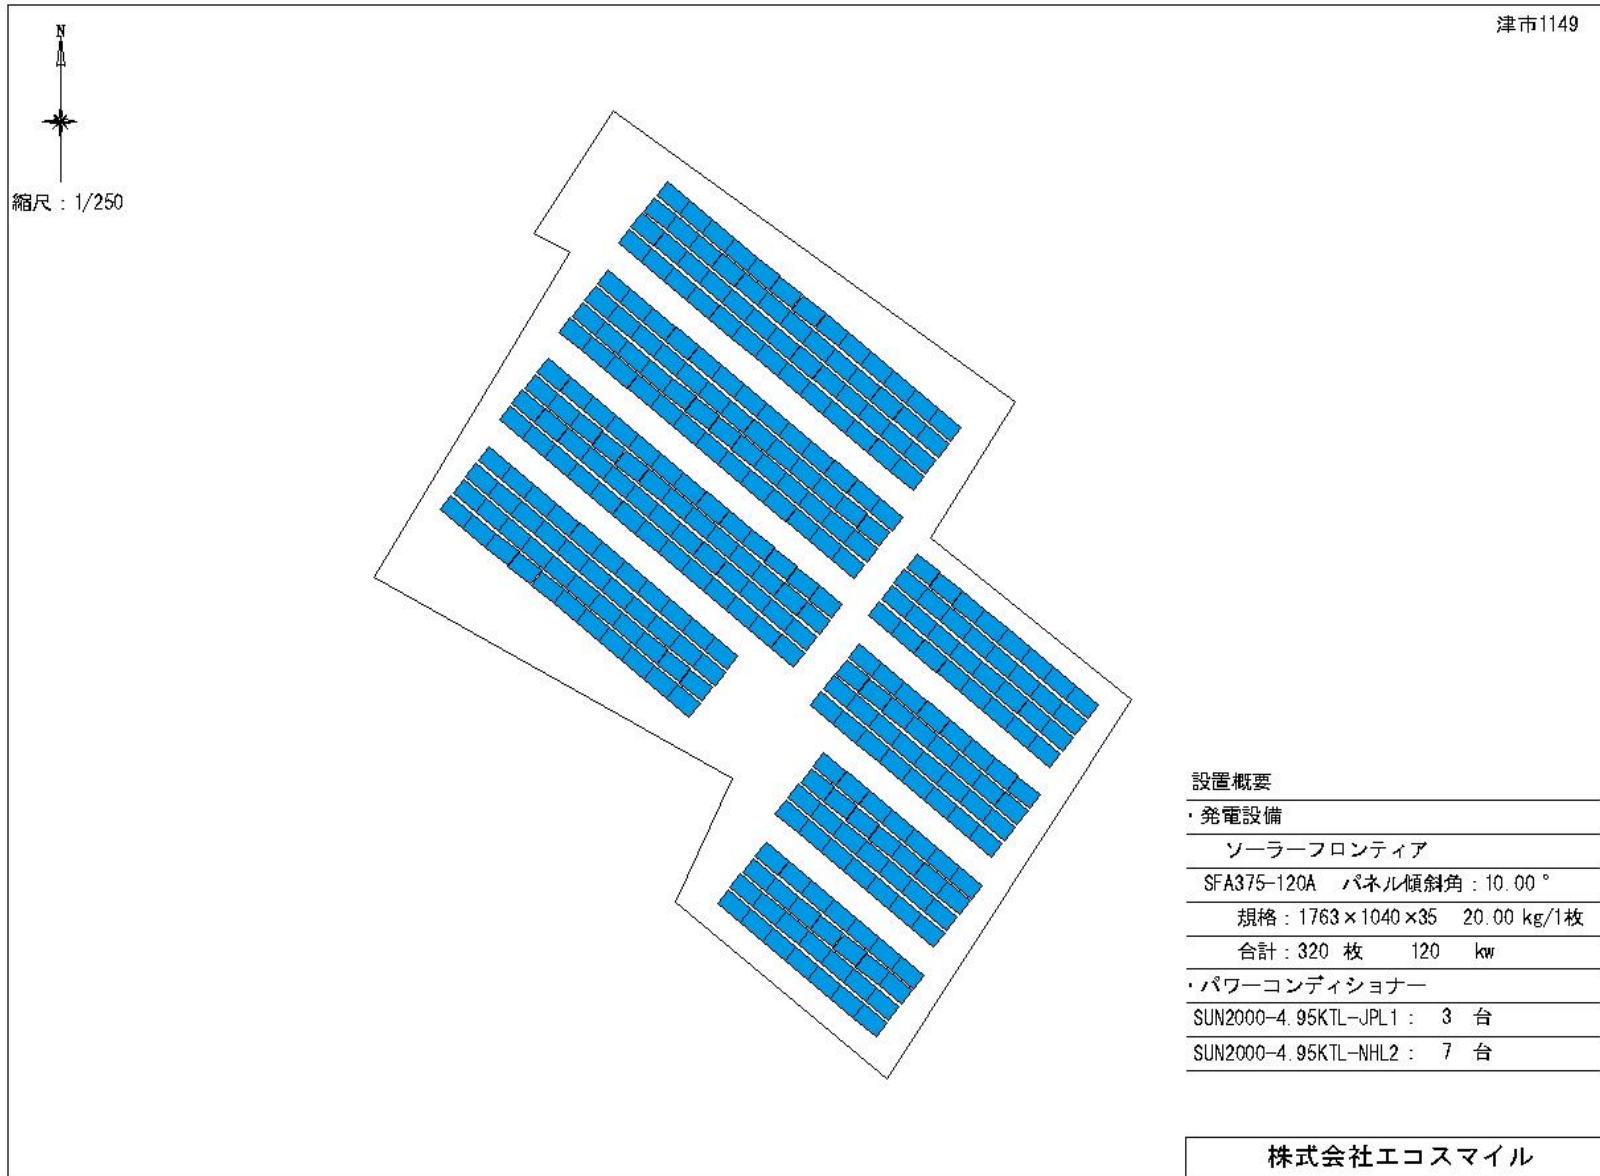 津市1149
N
縮尺：1/250
設置概要
・発電設備
ソーラーフロンティア
SFA375-120A パネル傾斜角：10.00°
規格：1763×1040×35 20.00 kg/1枚
合計：320 枚 120 kw
・パワーコンディショナー
SUN2000-4.95KTL-JPL1： 3 台
SUN2000-4.95KTL-NHL2： 7 台
株式会社エコスマイル